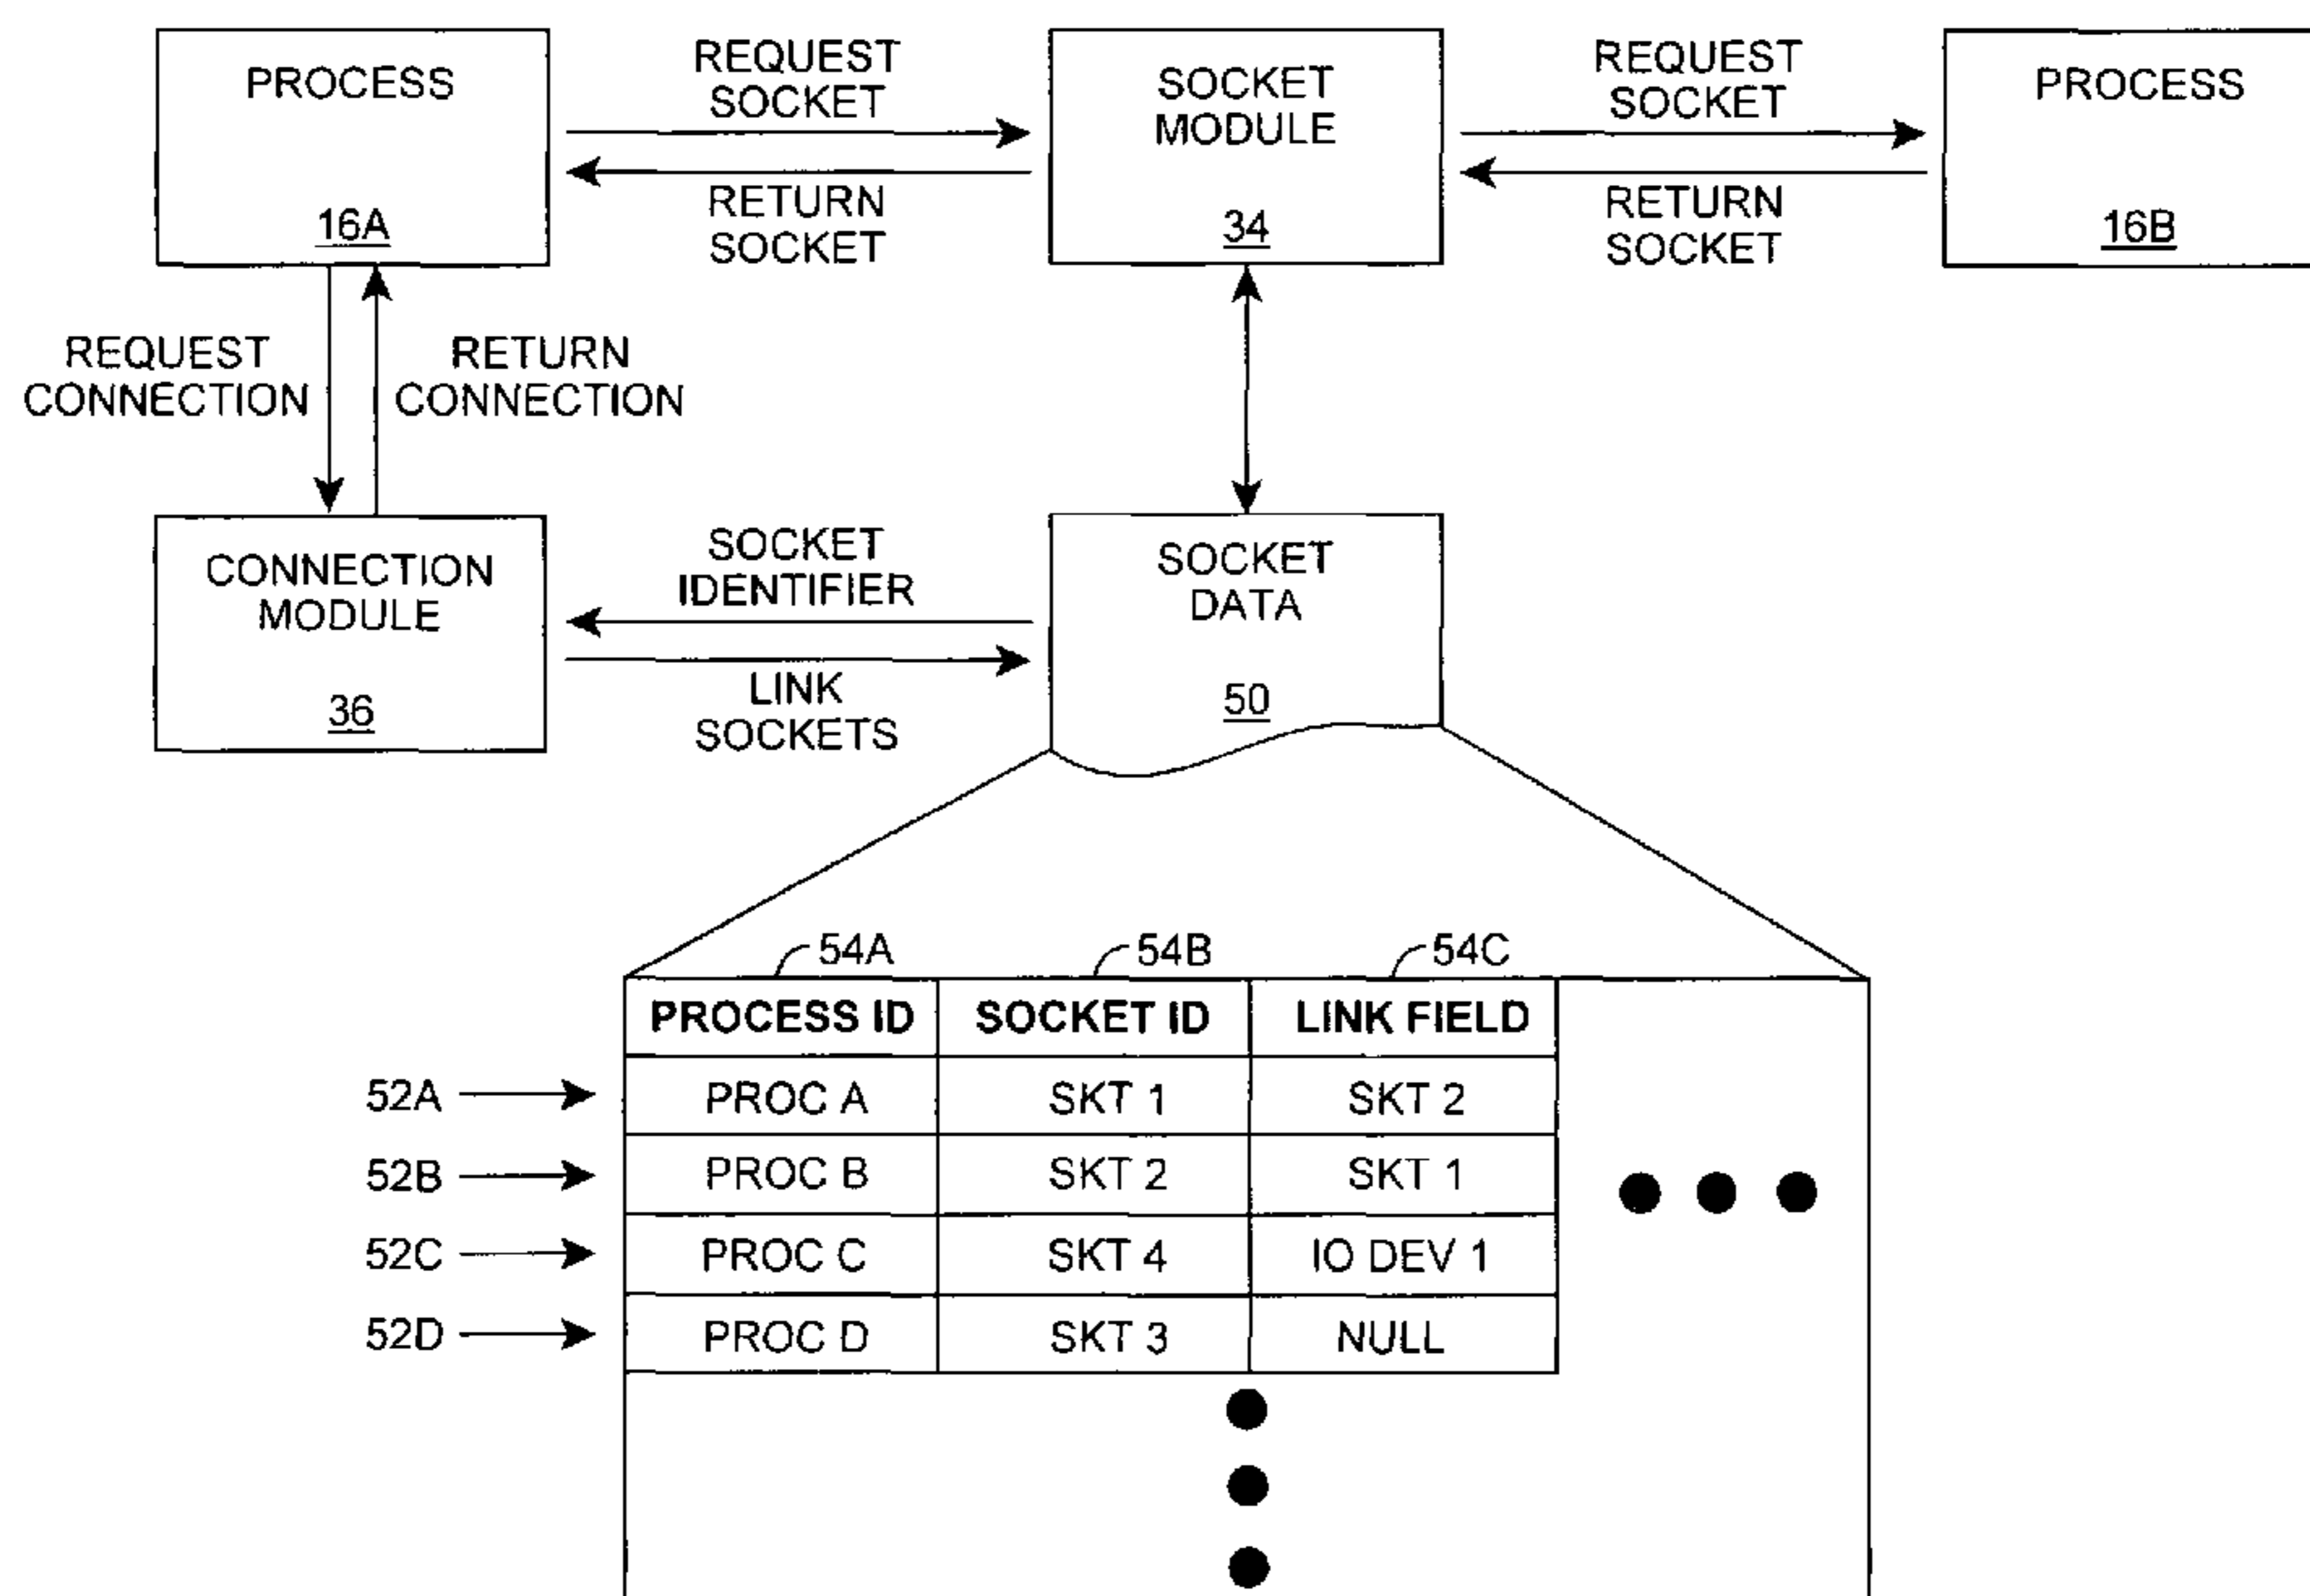 PROCESS
16A
REQUEST
SOCKET
RETURN
SOCKET
SOCKET
MODULE
34
REQUEST
SOCKET
RETURN
SOCKET
PROCESS
16B
REQUEST
CONNECTION
RETURN
CONNECTION
CONNECTION
MODULE
36
SOCKET
IDENTIFIER
LINK
SOCKETS
SOCKET
DATA
50
54A 54B 54C
PROCESS ID SOCKET ID LINK FIELD
52A PROC A SKT 1 SKT 2
52B PROC B SKT 2 SKT 1
52C PROC C SKT 4 IO DEV 1
52D PROC D SKT 3 NULL